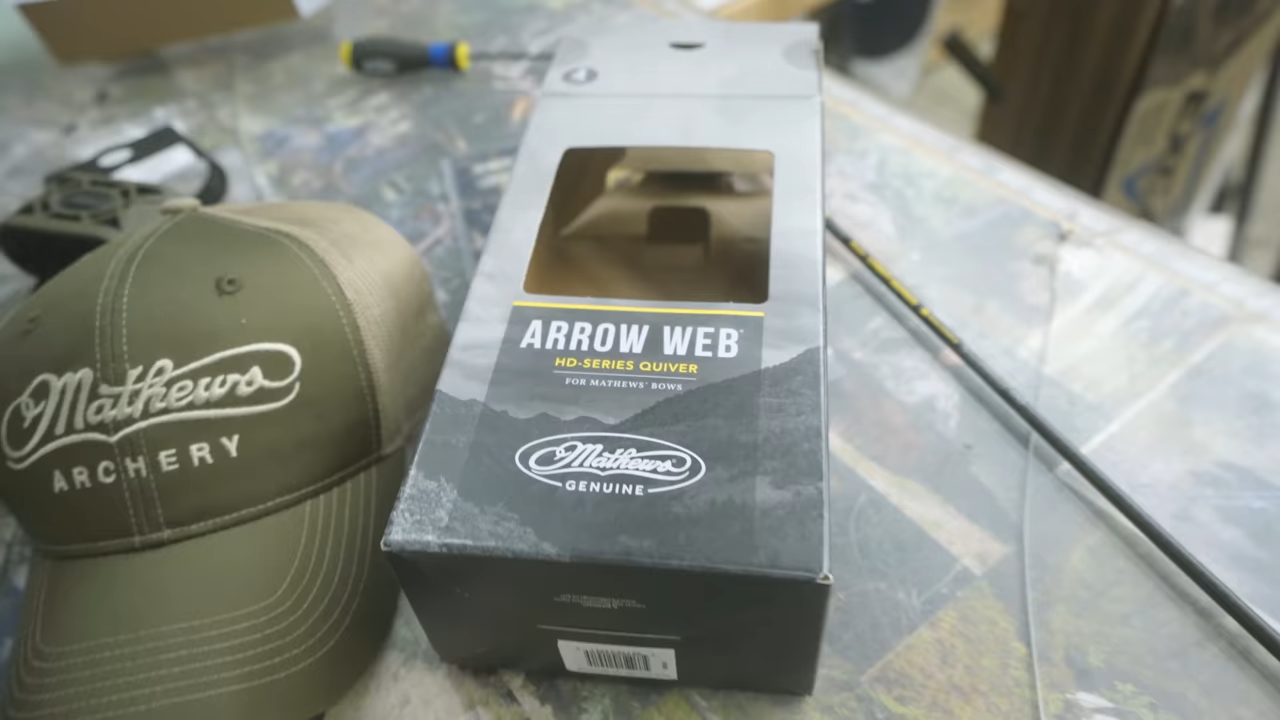 Mathews
ARCHERY
ARROW WEB
HD-SERIES QUIVER
FOR MATHEWS' BOWS
Mathews
GENUINE